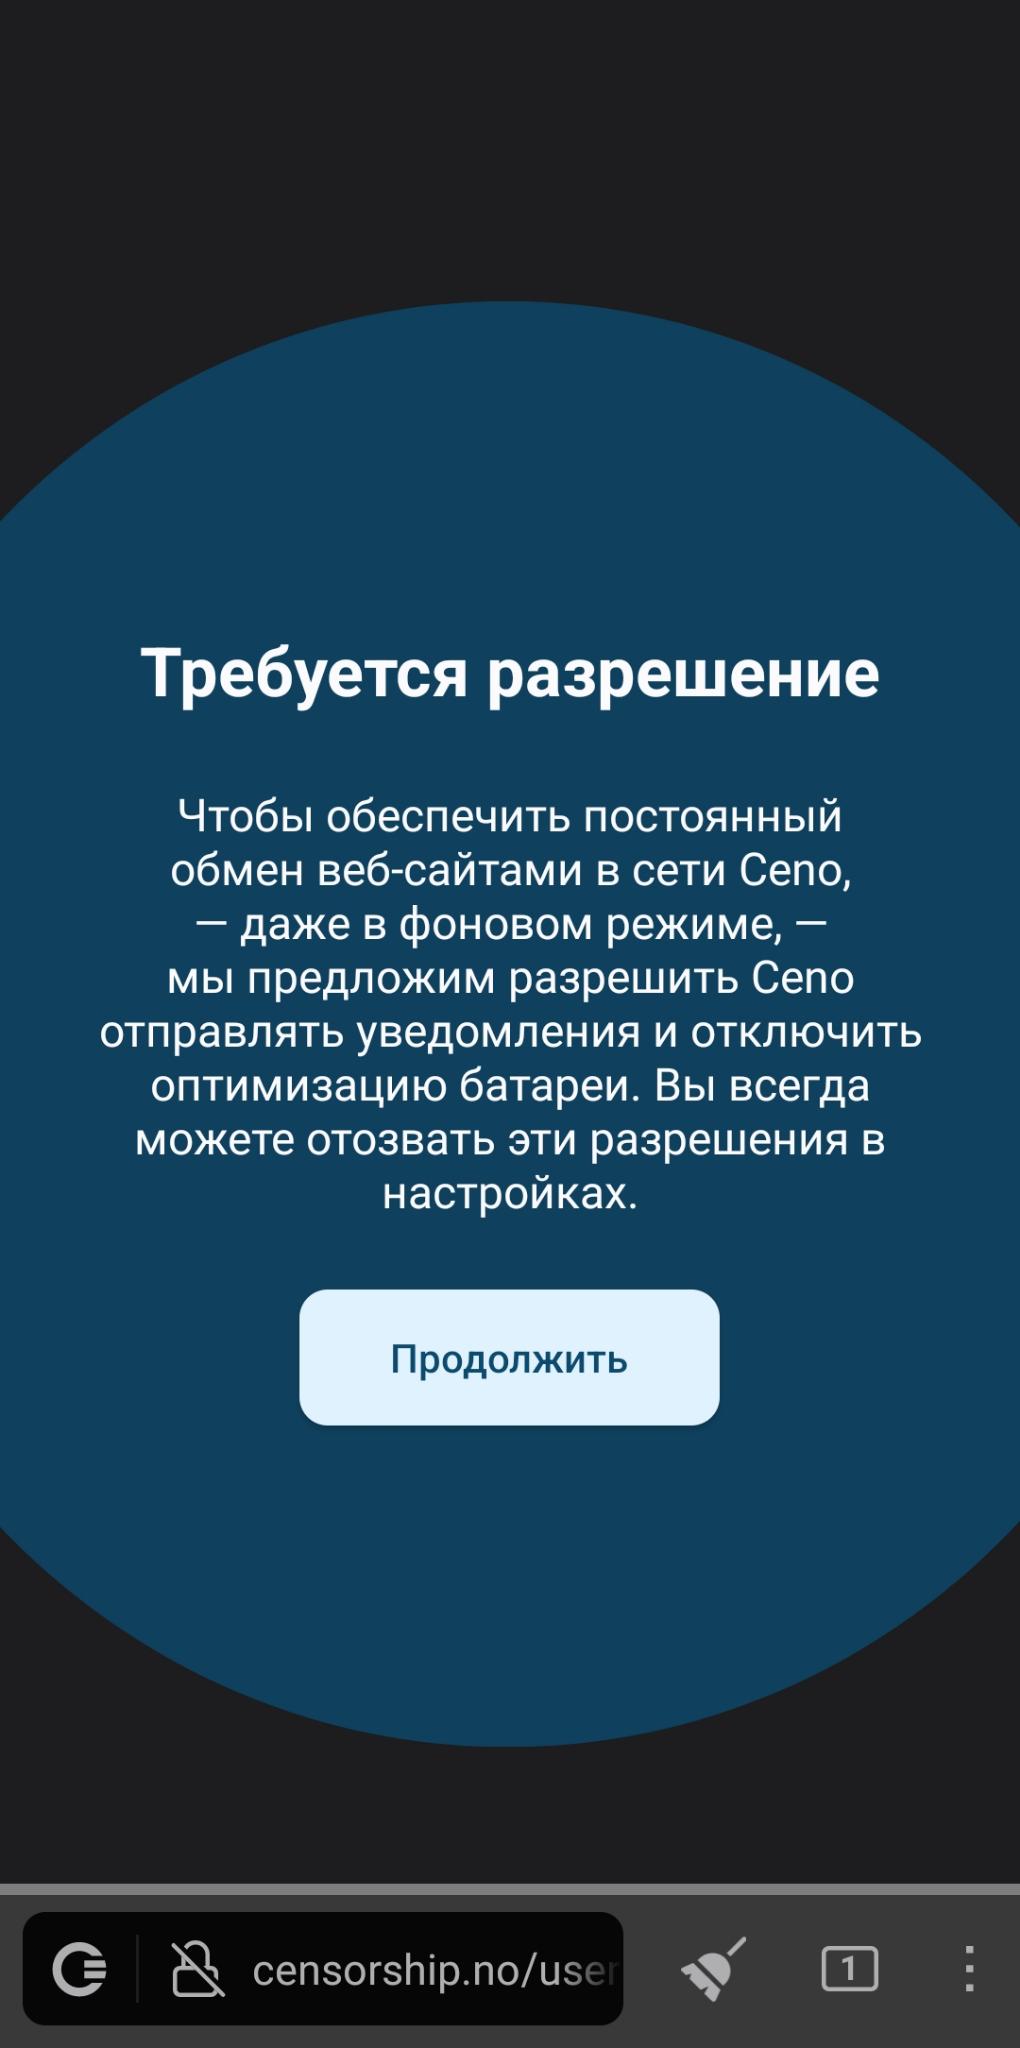 Требуется разрешение
Чтобы обеспечить постоянный
обмен веб-сайтами в сети Ceno,
— даже в фоновом режиме, —
мы предложим разрешить Ceno
отправлять уведомления и отключить
оптимизацию батареи. Вы всегда
можете отозвать эти разрешения в
настройках.
Продолжить
censorship.no/user
1